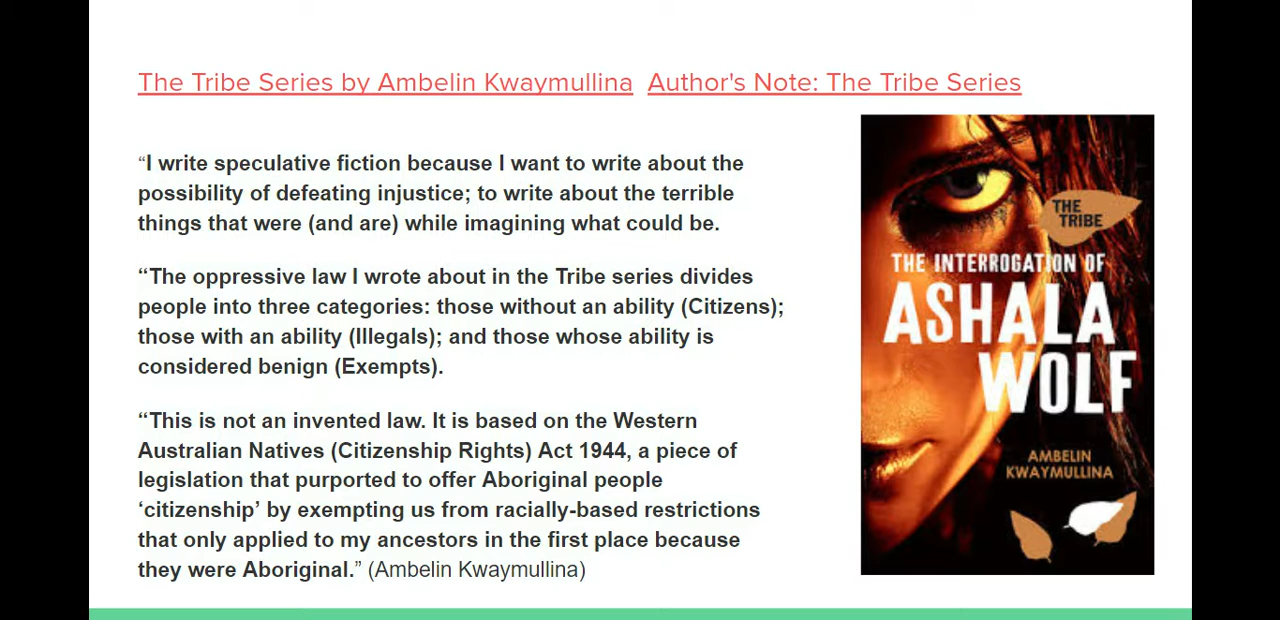 The Tribe Series by Ambelin Kwaymullina  Author's Note: The Tribe Series
“I write speculative fiction because I want to write about the
possibility of defeating injustice; to write about the terrible
things that were (and are) while imagining what could be.
“The oppressive law I wrote about in the Tribe series divides
people into three categories: those without an ability (Citizens);
those with an ability (Illegals); and those whose ability is
considered benign (Exempts).
“This is not an invented law. It is based on the Western
Australian Natives (Citizenship Rights) Act 1944, a piece of
legislation that purported to offer Aboriginal people
‘citizenship’ by exempting us from racially-based restrictions
that only applied to my ancestors in the first place because
they were Aboriginal.” (Ambelin Kwaymullina)
THE
TRIBE
THE INTERROGATION OF
ASHALA
WOLF
AMBELIN
KWAYMULLINA